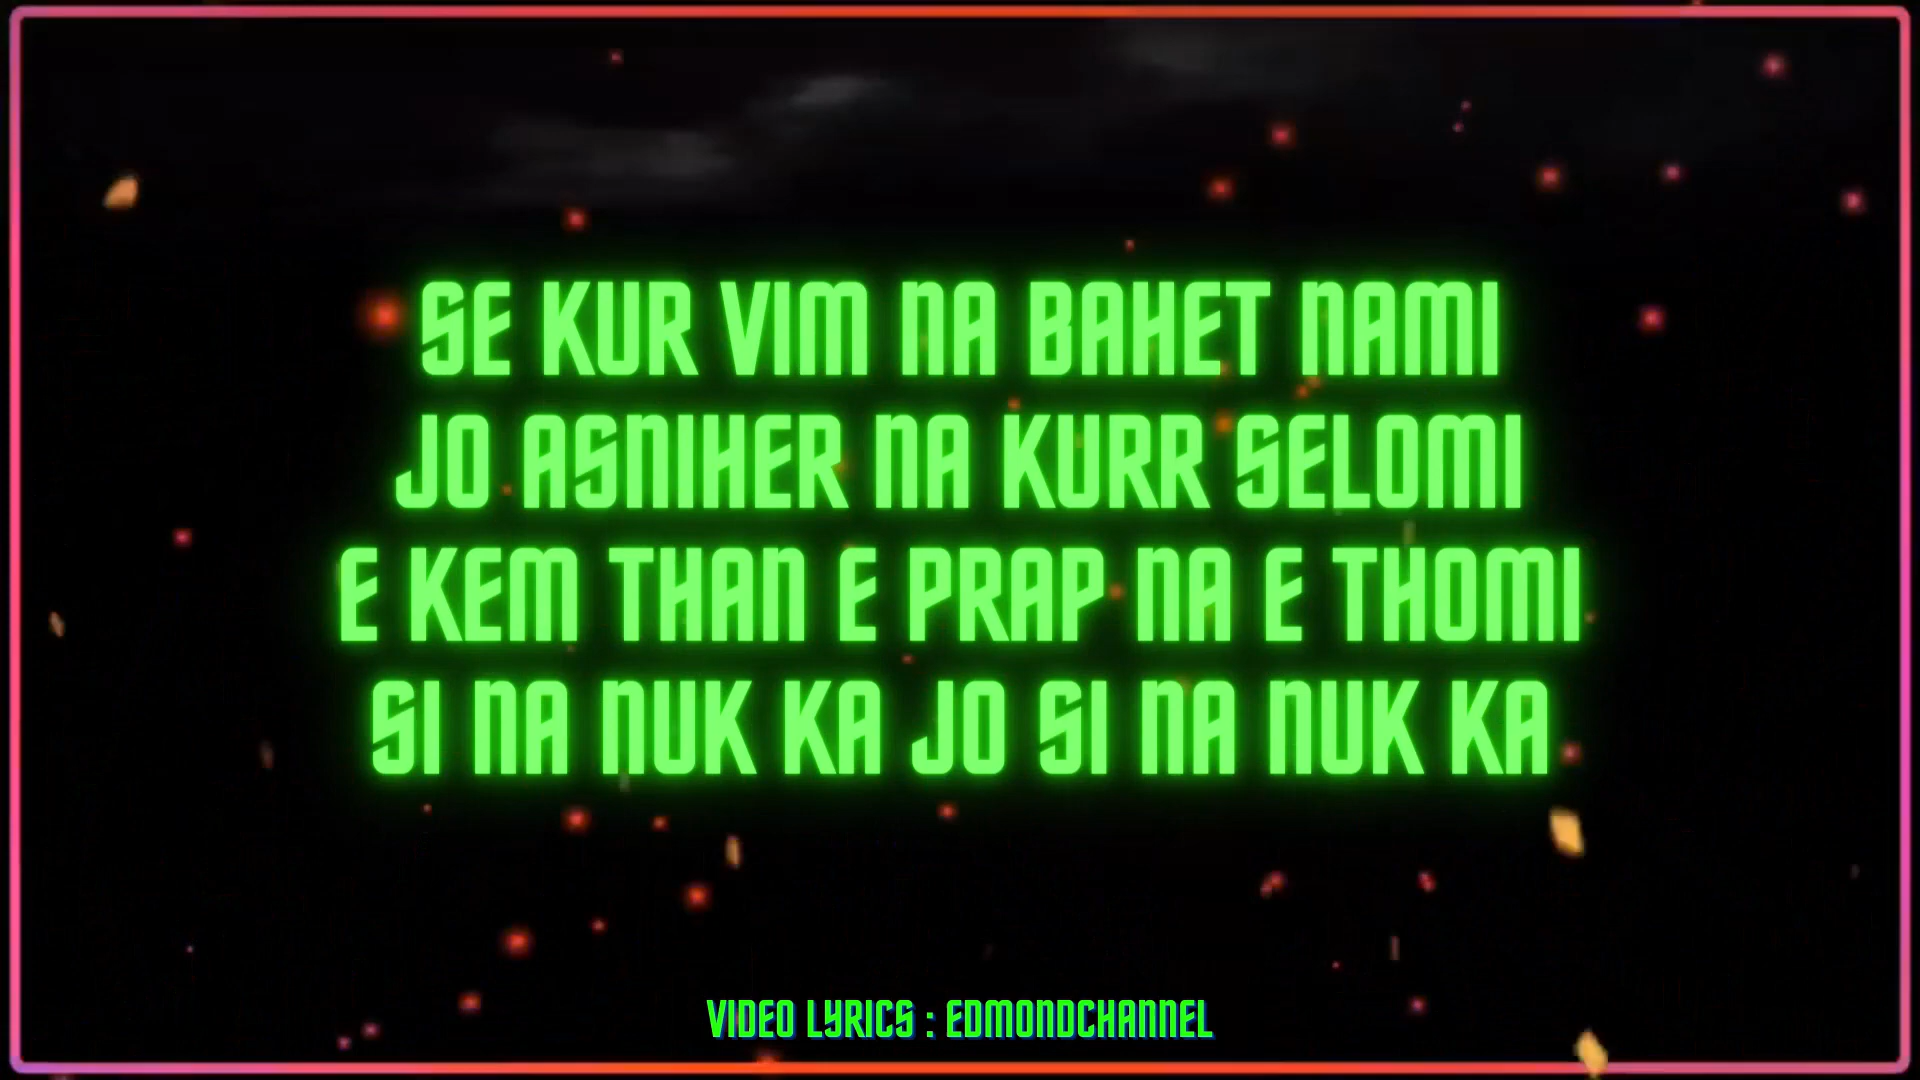 SE KUR VIM NA BAHET NAMI
JO ASNIHER NA KURR SELOMI
E KEM THAN E PRAP NA E THOMI
SI NA NUK KA JO SI NA NUK KA
VIDEO LYRICS : EDMONDCHANNEL